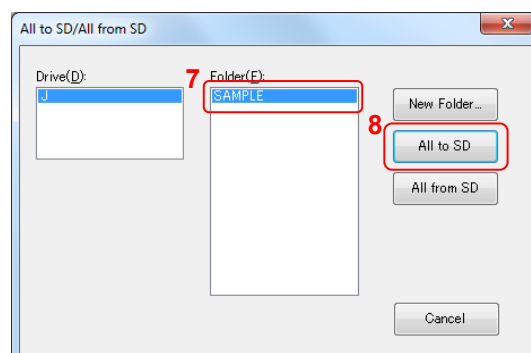 All to SD/All from SD
x
Drive(D):
7
Folder(F):
J
SAMPLE
New Folder...
8
All to SD
All from SD
Cancel